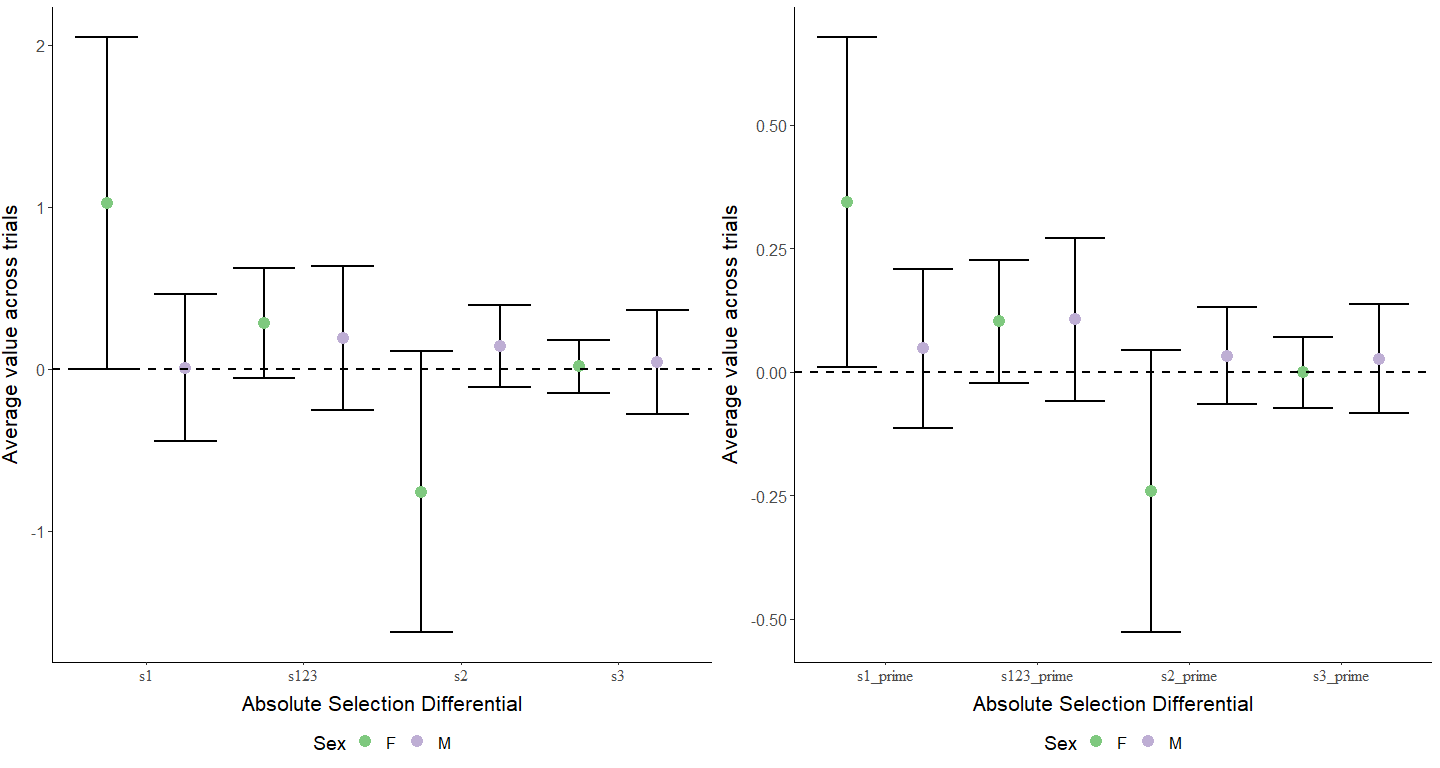 Average value across trials
2
1
0
-1
s1 s123 s2 s3
Absolute Selection Differential
Sex F M
Average value across trials
0.50
0.25
0.00
-0.25
-0.50
s1_prime s123_prime s2_prime s3_prime
Absolute Selection Differential
Sex F M